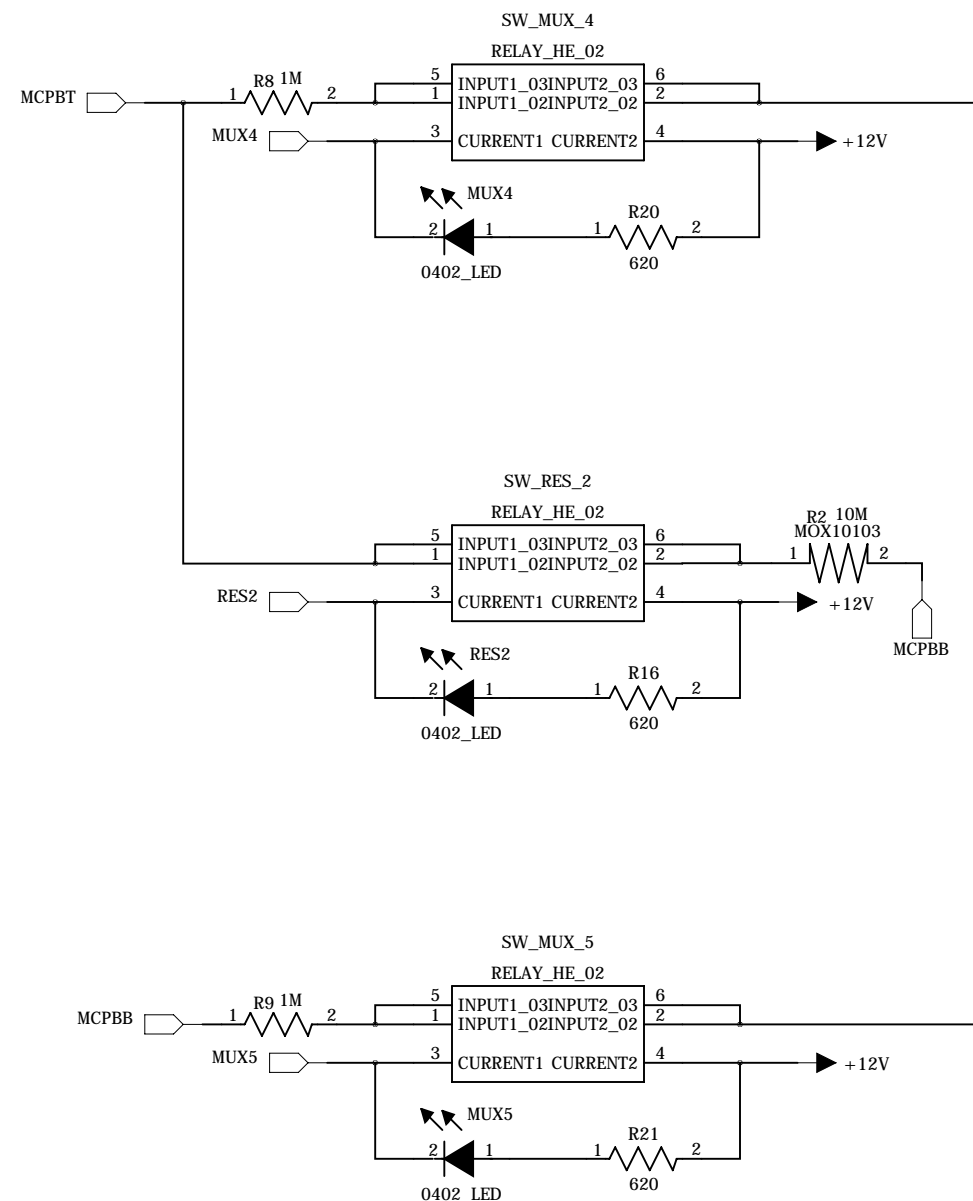 SW_MUX_4
RELAY_HE_02
R8 1M
5 INPUT1_03INPUT2_03 6
MCPBT 1 2 1 INPUT1_02INPUT2_02 2
MUX4 3 CURRENT1 CURRENT2 4 +12V
MUX4
R20
2 1 1 2
0402_LED 620
SW_RES_2
RELAY_HE_02
R2 10M
MOX10103
5 INPUT1_03INPUT2_03 6
1 INPUT1_02INPUT2_02 2 1 2
RES2 3 CURRENT1 CURRENT2 4 +12V
MCPBB
RES2
R16
2 1 1 2
0402_LED 620
SW_MUX_5
RELAY_HE_02
R9 1M
5 INPUT1_03INPUT2_03 6
MCPBB 1 2 1 INPUT1_02INPUT2_02 2
MUX5 3 CURRENT1 CURRENT2 4 +12V
MUX5
R21
2 1 1 2
0402_LED 620